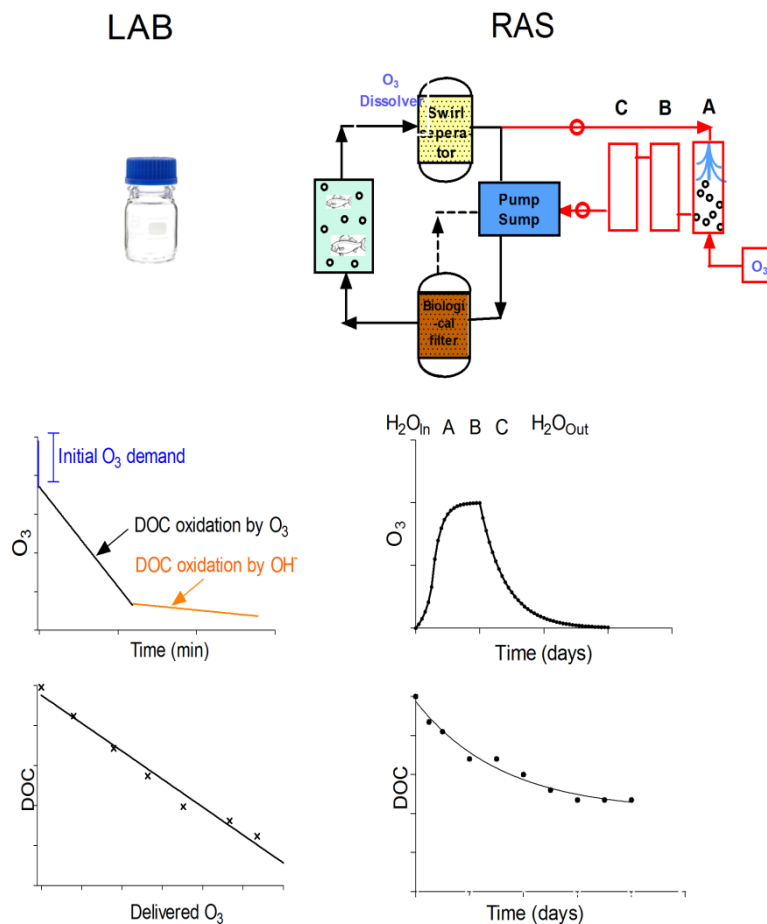 LAB
RAS
O3
Dissolver
Swirl
seperator
tor
C B A
Pump
Sump
O3
Biologi
-cal
filter
H2OIn A B C H2OOut
Initial O3 demand
O3
DOC oxidation by O3
DOC oxidation by OH-
Time (min)
O3
Time (days)
DOC
Delivered O3
DOC
Time (days)